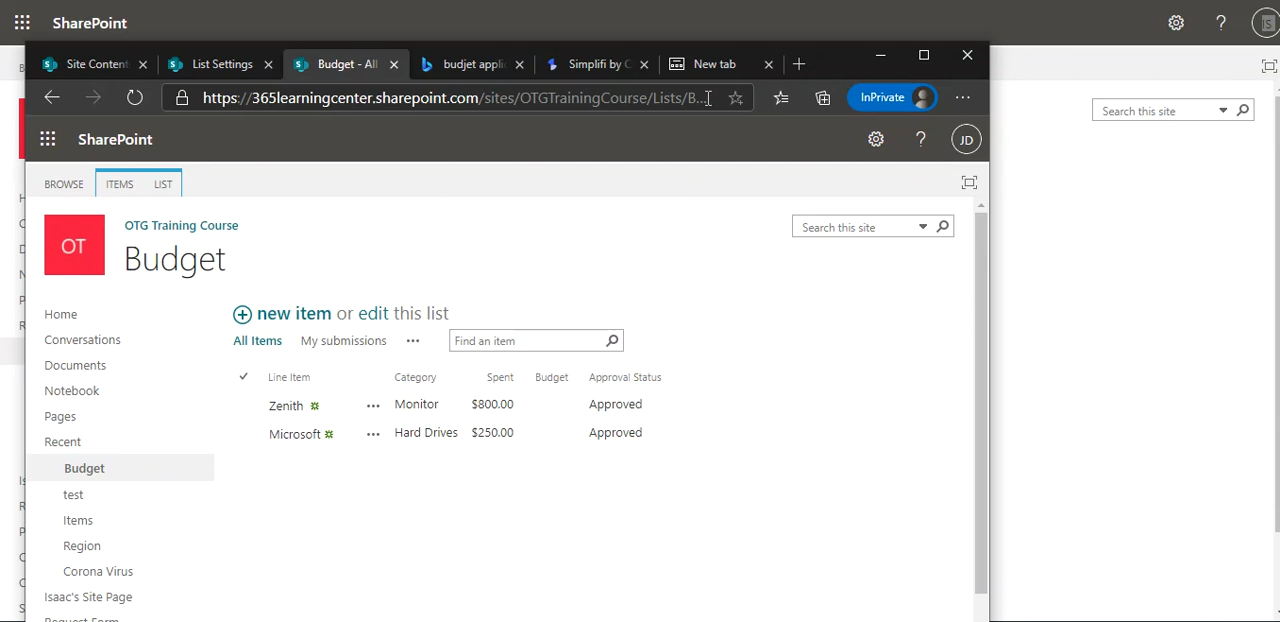 SharePoint
?
JS
Site Content
List Settings
Budget - All
budjet applic
Simplifi by Q
New tab
https://365learningcenter.sharepoint.com/sites/OTGTrainingCourse/Lists/B...
InPrivate
Search this site
SharePoint
?
JD
BROWSE ITEMS LIST
OT
OTG Training Course
Budget
Search this site
new item or edit this list
All Items My submissions ... Find an item
Line Item Category Spent Budget Approval Status
Zenith ... Monitor $800.00 Approved
Microsoft ... Hard Drives $250.00 Approved
Home
Conversations
Documents
Notebook
Pages
Recent
Budget
test
Items
Region
Corona Virus
Isaac's Site Page
Request Form